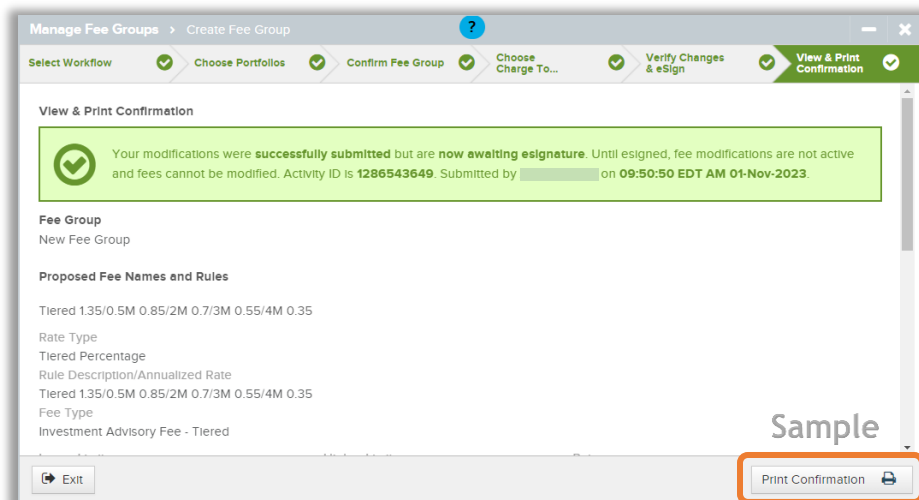 Manage Fee Groups > Create Fee Group ?
Select Workflow
Choose Portfolios
Confirm Fee Group
Choose
Charge To...
Verify Changes
& eSign
View & Print
Confirmation
View & Print Confirmation
Your modifications were successfully submitted but are now awaiting esignature. Until esigned, fee modifications are not active
and fees cannot be modified. Activity ID is 1286543649. Submitted by on 09:50:50 EDT AM 01-Nov-2023.
Fee Group
New Fee Group
Proposed Fee Names and Rules
Tiered 1.35/0.5M 0.85/2M 0.7/3M 0.55/4M 0.35
Rate Type
Tiered Percentage
Rule Description/Annualized Rate
Tiered 1.35/0.5M 0.85/2M 0.7/3M 0.55/4M 0.35
Fee Type
Investment Advisory Fee - Tiered
Sample
Exit
Print Confirmation